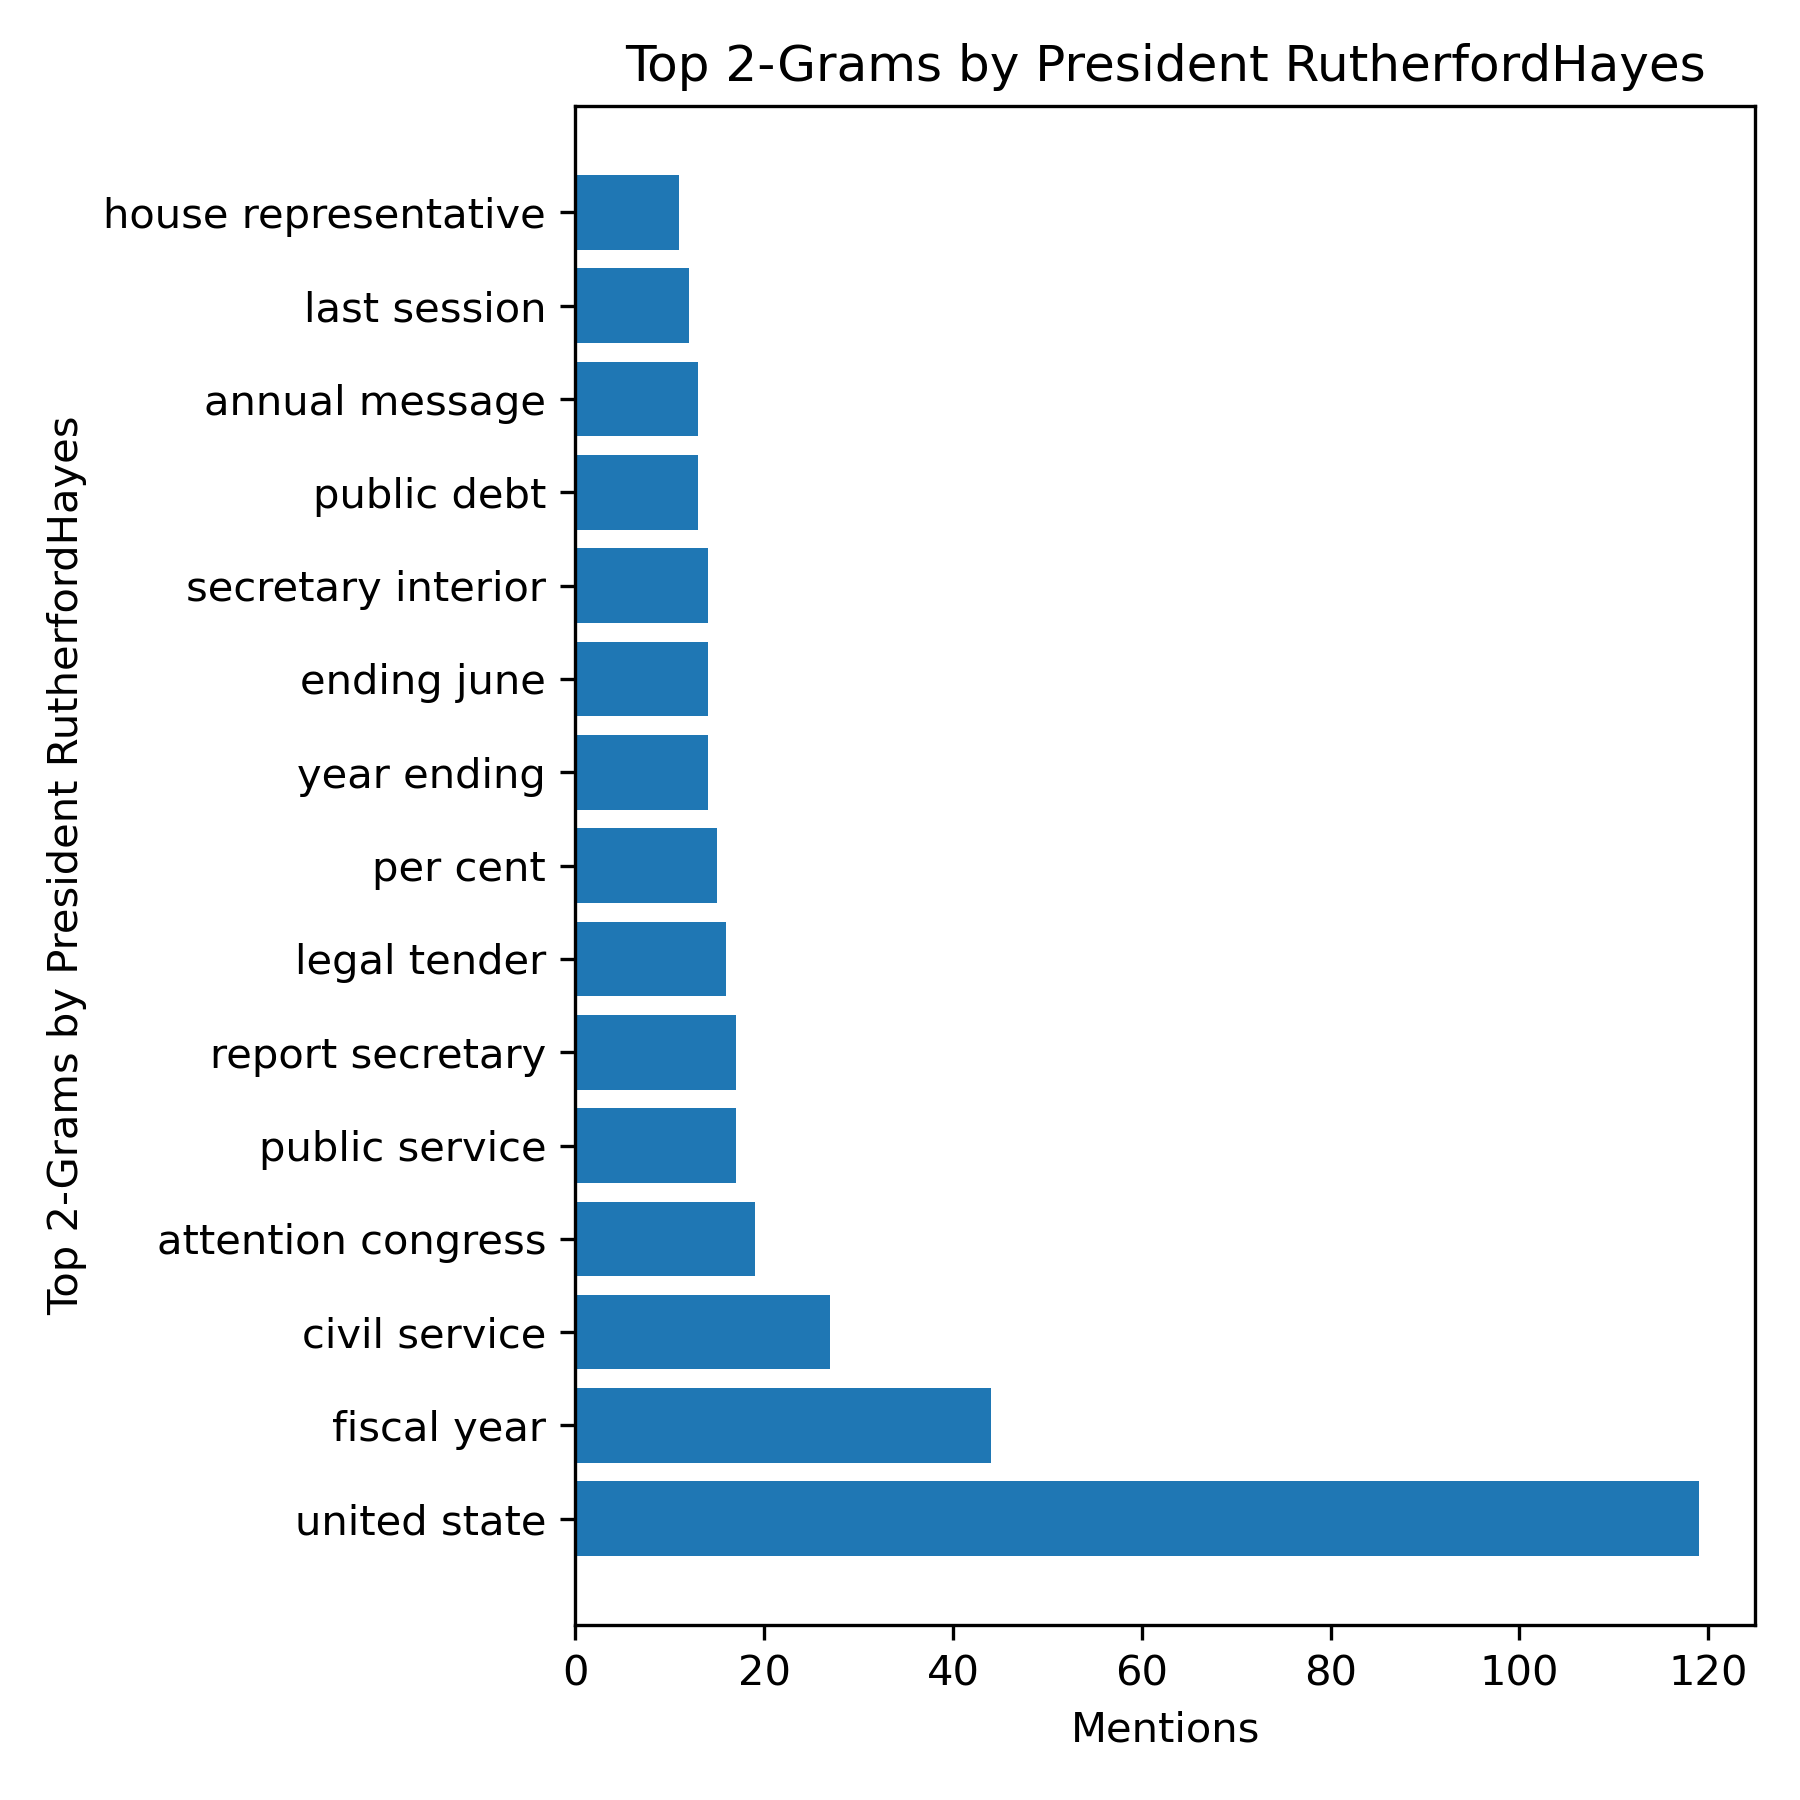 Top 2-Grams by President RutherfordHayes
Top 2-Grams by President RutherfordHayes
house representative
last session
annual message
public debt
secretary interior
ending june
year ending
per cent
legal tender
report secretary
public service
attention congress
civil service
fiscal year
united state
0 20 40 60 80 100 120
Mentions